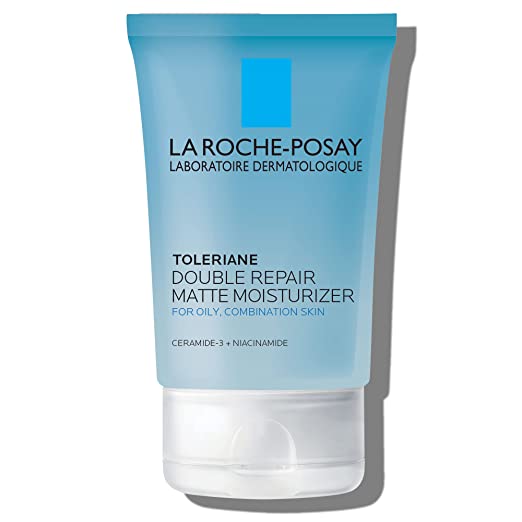 LA ROCHE-POSAY
LABORATOIRE DERMATOLOGIQUE
TOLERIANE
DOUBLE REPAIR
MATTE MOISTURIZER
FOR OILY, COMBINATION SKIN
CERAMIDE-3 + NIACINAMIDE